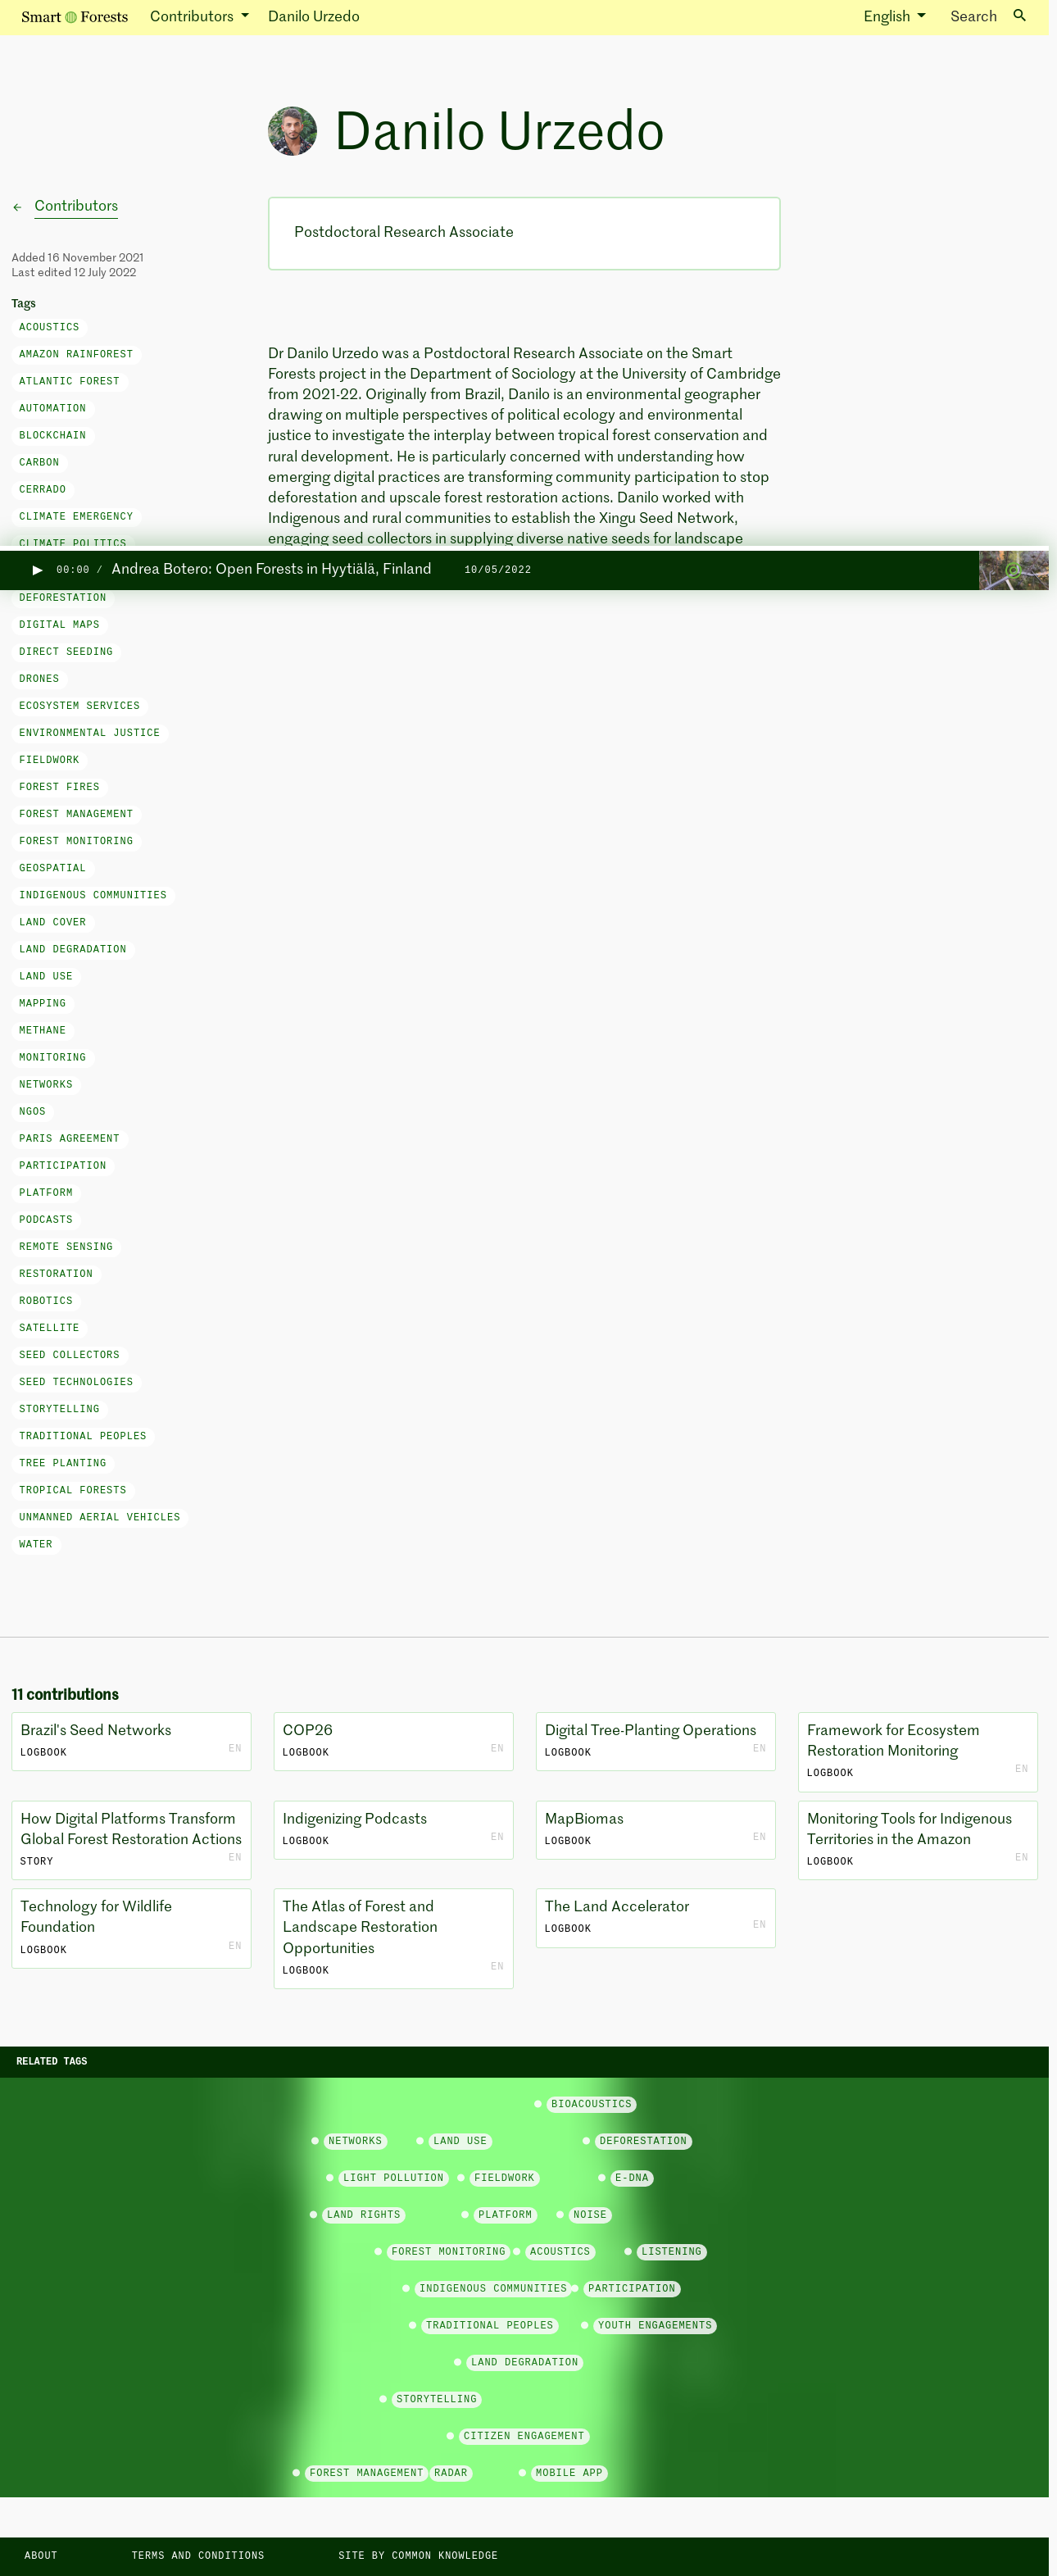 Smart Forests Contributors Danilo Urzedo English Search
Danilo Urzedo
Contributors
Added 16 November 2021
Last edited 12 July 2022
Tags
ACOUSTICS
AMAZON RAINFOREST
ATLANTIC FOREST
AUTOMATION
BLOCKCHAIN
CARBON
CERRADO
CLIMATE EMERGENCY
CLIMATE POLITICS
Postdoctoral Research Associate
Dr Danilo Urzedo was a Postdoctoral Research Associate on the Smart
Forests project in the Department of Sociology at the University of Cambridge
from 2021-22. Originally from Brazil, Danilo is an environmental geographer
drawing on multiple perspectives of political ecology and environmental
justice to investigate the interplay between tropical forest conservation and
rural development. He is particularly concerned with understanding how
emerging digital practices are transforming community participation to stop
deforestation and upscale forest restoration actions. Danilo worked with
Indigenous and rural communities to establish the Xingu Seed Network,
engaging seed collectors in supplying diverse native seeds for landscape
00:00 / Andrea Botero: Open Forests in Hyytiälä, Finland 10/05/2022
DEFORESTATION
DIGITAL MAPS
DIRECT SEEDING
DRONES
ECOSYSTEM SERVICES
ENVIRONMENTAL JUSTICE
FIELDWORK
FOREST FIRES
FOREST MANAGEMENT
FOREST MONITORING
GEOSPATIAL
INDIGENOUS COMMUNITIES
LAND COVER
LAND DEGRADATION
LAND USE
MAPPING
METHANE
MONITORING
NETWORKS
NGOS
PARIS AGREEMENT
PARTICIPATION
PLATFORM
PODCASTS
REMOTE SENSING
RESTORATION
ROBOTICS
SATELLITE
SEED COLLECTORS
SEED TECHNOLOGIES
STORYTELLING
TRADITIONAL PEOPLES
TREE PLANTING
TROPICAL FORESTS
UNMANNED AERIAL VEHICLES
WATER
11 contributions
Brazil's Seed Networks
LOGBOOK EN
COP26
LOGBOOK EN
Digital Tree-Planting Operations
LOGBOOK EN
Framework for Ecosystem
Restoration Monitoring
LOGBOOK EN
How Digital Platforms Transform
Global Forest Restoration Actions
STORY EN
Indigenizing Podcasts
LOGBOOK EN
MapBiomas
LOGBOOK EN
Monitoring Tools for Indigenous
Territories in the Amazon
LOGBOOK EN
Technology for Wildlife
Foundation
LOGBOOK EN
The Atlas of Forest and
Landscape Restoration
Opportunities
LOGBOOK EN
The Land Accelerator
LOGBOOK EN
RELATED TAGS
BIOACOUSTICS
NETWORKS LAND USE DEFORESTATION
LIGHT POLLUTION FIELDWORK E-DNA
LAND RIGHTS PLATFORM NOISE
FOREST MONITORING ACOUSTICS LISTENING
INDIGENOUS COMMUNITIES PARTICIPATION
TRADITIONAL PEOPLES YOUTH ENGAGEMENTS
LAND DEGRADATION
STORYTELLING
CITIZEN ENGAGEMENT
FOREST MANAGEMENT RADAR MOBILE APP
ABOUT TERMS AND CONDITIONS SITE BY COMMON KNOWLEDGE